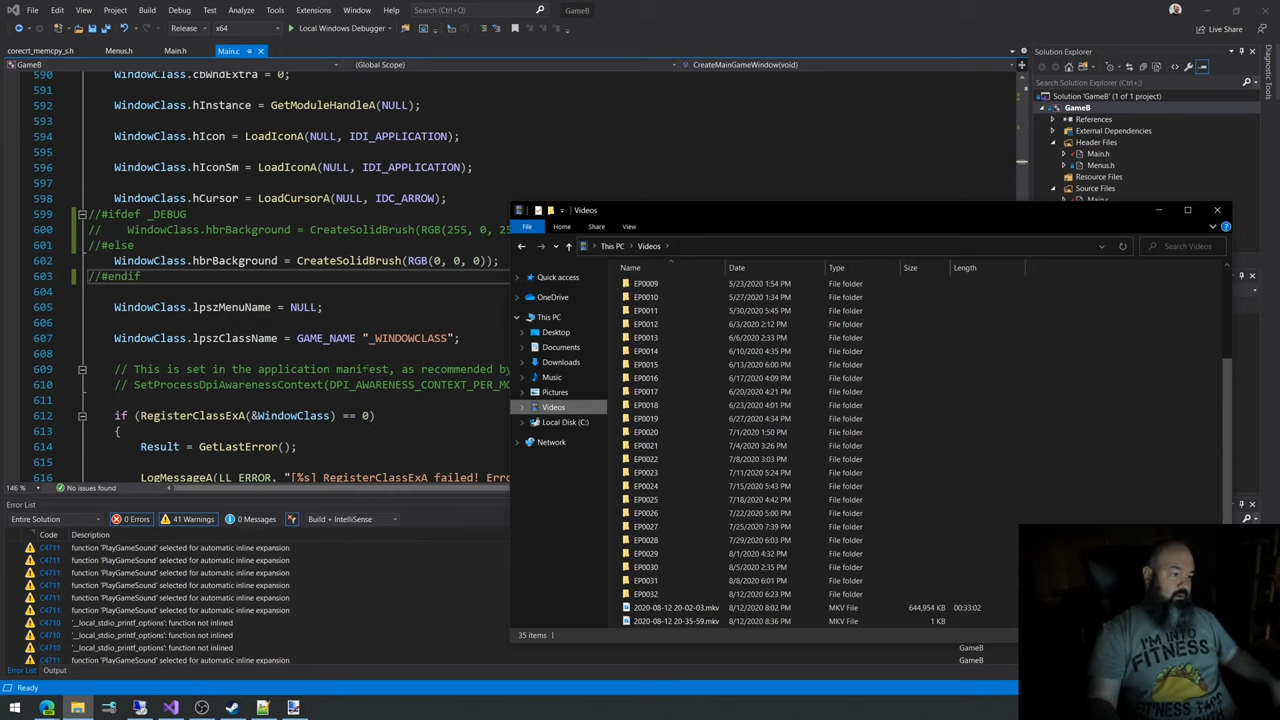 File Edit View Git Project Build Debug Test Analyze Tools Extensions Window Help Search (Ctrl+Q) GameB
Release x64 Local Windows Debugger Live Share
corecrt_memcpy_s.h Menus.h Main.h Main.c
GameB (Global Scope) CreateMainGameWindow(void)
590 WindowClass.cbWndExtra = 0;
591
592 WindowClass.hInstance = GetModuleHandleA(NULL);
593
594 WindowClass.hIcon = LoadIconA(NULL, IDI_APPLICATION);
595
596 WindowClass.hIconSm = LoadIconA(NULL, IDI_APPLICATION);
597
598 WindowClass.hCursor = LoadCursorA(NULL, IDC_ARROW);
599 //#ifdef _DEBUG
600 // WindowClass.hbrBackground = CreateSolidBrush(RGB(255, 0, 25
601 //#else
602 WindowClass.hbrBackground = CreateSolidBrush(RGB(0, 0, 0));
603 //#endif
604
605 WindowClass.lpszMenuName = NULL;
606
607 WindowClass.lpszClassName = GAME_NAME "_WINDOWCLASS";
608
609 // This is set in the application manifest, as recommended by
610 // SetProcessDpiAwarenessContext(DPI_AWARENESS_CONTEXT_PER_MO
611
612 if (RegisterClassExA(&WindowClass) == 0)
613 {
614 Result = GetLastError();
615
616 LogMessageA(LL_ERROR, "[%s] RegisterClassExA failed! Erro
146 % No issues found
Error List
Entire Solution 0 Errors 41 Warnings 0 Messages Build + IntelliSense
Code Description
C4711 function 'PlayGameSound' selected for automatic inline expansion
C4711 function 'PlayGameSound' selected for automatic inline expansion
C4711 function 'PlayGameSound' selected for automatic inline expansion
C4711 function 'PlayGameSound' selected for automatic inline expansion
C4711 function 'PlayGameSound' selected for automatic inline expansion
C4711 function 'PlayGameSound' selected for automatic inline expansion
C4710 '__local_stdio_printf_options': function not inlined
C4710 '__local_stdio_printf_options': function not inlined
C4710 '__local_stdio_printf_options': function not inlined
C4711 function 'PlayGameSound' selected for automatic inline expansion
GameB
GameB
Error List Output
Ready
Solution Explorer
Search Solution Explorer (Ctrl+;)
Solution 'GameB' (1 of 1 project)
GameB
References
External Dependencies
Header Files
Main.h
Menus.h
Resource Files
Source Files
Main.c
Diagnostic Tools
Videos
File Home Share View
This PC Videos Search Videos
Name Date Type Size Length
Quick access
OneDrive
This PC
Desktop
Documents
Downloads
Music
Pictures
Videos
Local Disk (C:)
Network
EP0009 5/23/2020 1:54 PM File folder
EP0010 5/27/2020 1:34 PM File folder
EP0011 5/30/2020 5:45 PM File folder
EP0012 6/3/2020 2:12 PM File folder
EP0013 6/6/2020 2:33 PM File folder
EP0014 6/10/2020 4:35 PM File folder
EP0015 6/13/2020 6:00 PM File folder
EP0016 6/17/2020 4:09 PM File folder
EP0017 6/20/2020 4:21 PM File folder
EP0018 6/23/2020 4:01 PM File folder
EP0019 6/27/2020 4:34 PM File folder
EP0020 7/1/2020 1:50 PM File folder
EP0021 7/4/2020 3:26 PM File folder
EP0022 7/8/2020 3:03 PM File folder
EP0023 7/11/2020 5:24 PM File folder
EP0024 7/15/2020 5:43 PM File folder
EP0025 7/18/2020 4:42 PM File folder
EP0026 7/22/2020 5:00 PM File folder
EP0027 7/25/2020 7:39 PM File folder
EP0028 7/29/2020 6:03 PM File folder
EP0029 8/1/2020 4:32 PM File folder
EP0030 8/5/2020 2:35 PM File folder
EP0031 8/8/2020 6:01 PM File folder
EP0032 8/12/2020 6:23 PM File folder
2020-08-12 20-02-03.mkv 8/12/2020 8:02 PM MKV File 644,954 KB 00:33:02
2020-08-12 20-35-59.mkv 8/12/2020 8:36 PM MKV File 1 KB
35 items
I'M INTO
FITNESS